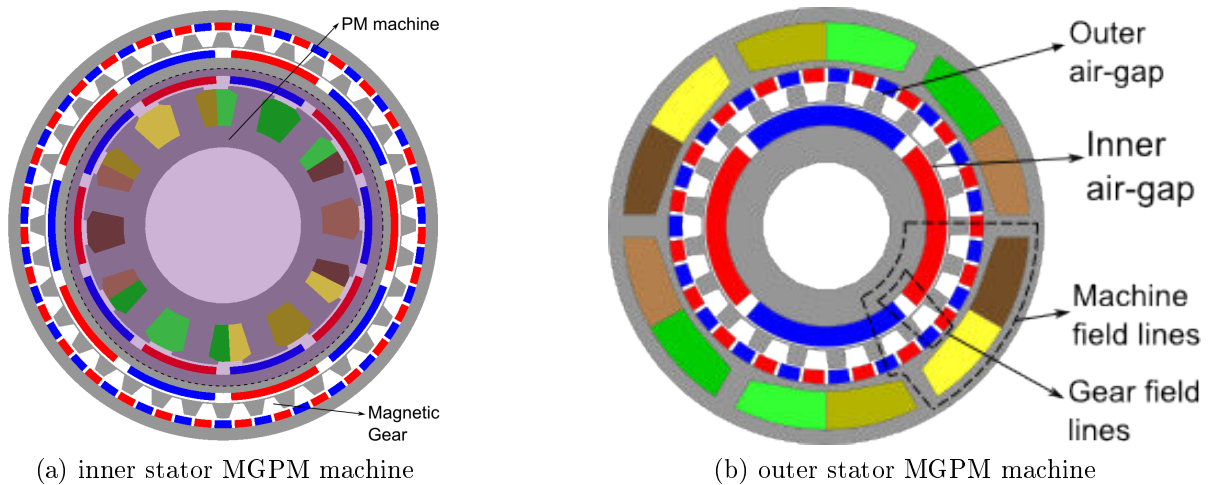 PM machine
Magnetic
Gear
(a) inner stator MGPM machine
Outer
air-gap
Inner
air-gap
Machine
field lines
Gear field
lines
(b) outer stator MGPM machine